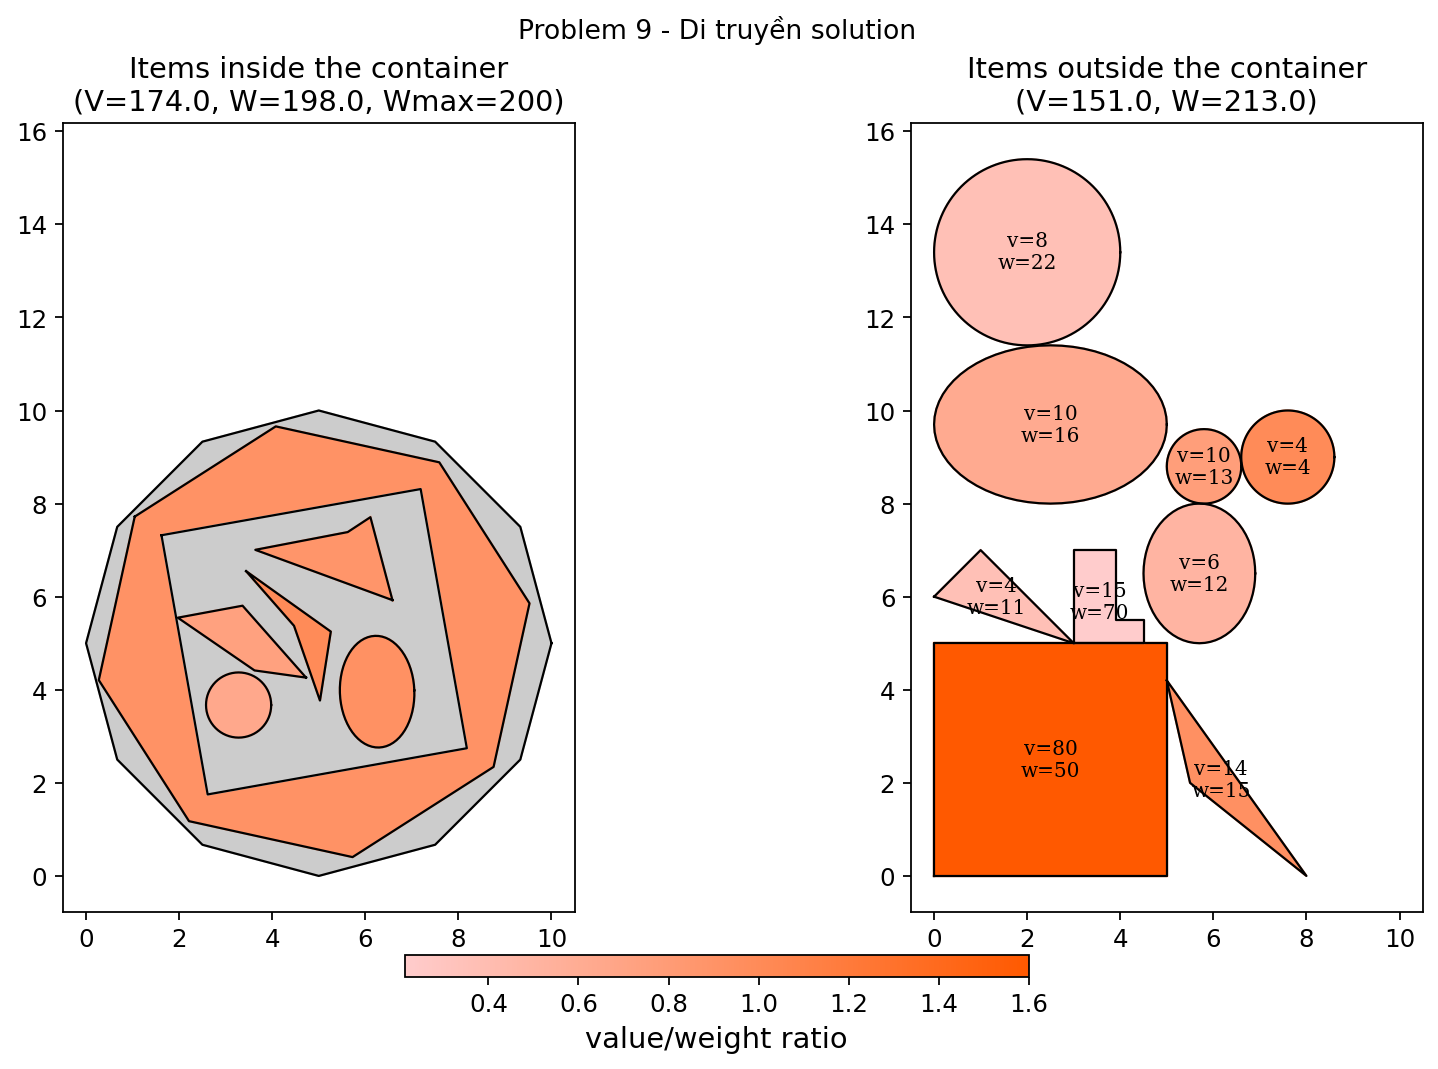 Problem 9 - Di truyền solution
Items inside the container
(V=174.0, W=198.0, Wmax=200)
16
14
12
10
8
6
4
2
0
0 2 4 6 8 10
Items outside the container
(V=151.0, W=213.0)
16
14
12
10
8
6
4
2
0
v=8
w=22
v=10
w=16
v=10
w=13
v=4
w=4
v=6
w=12
v=4
w=11
v=15
w=70
v=80
w=50
v=14
w=15
0 2 4 6 8 10
0.4 0.6 0.8 1.0 1.2 1.4 1.6
value/weight ratio